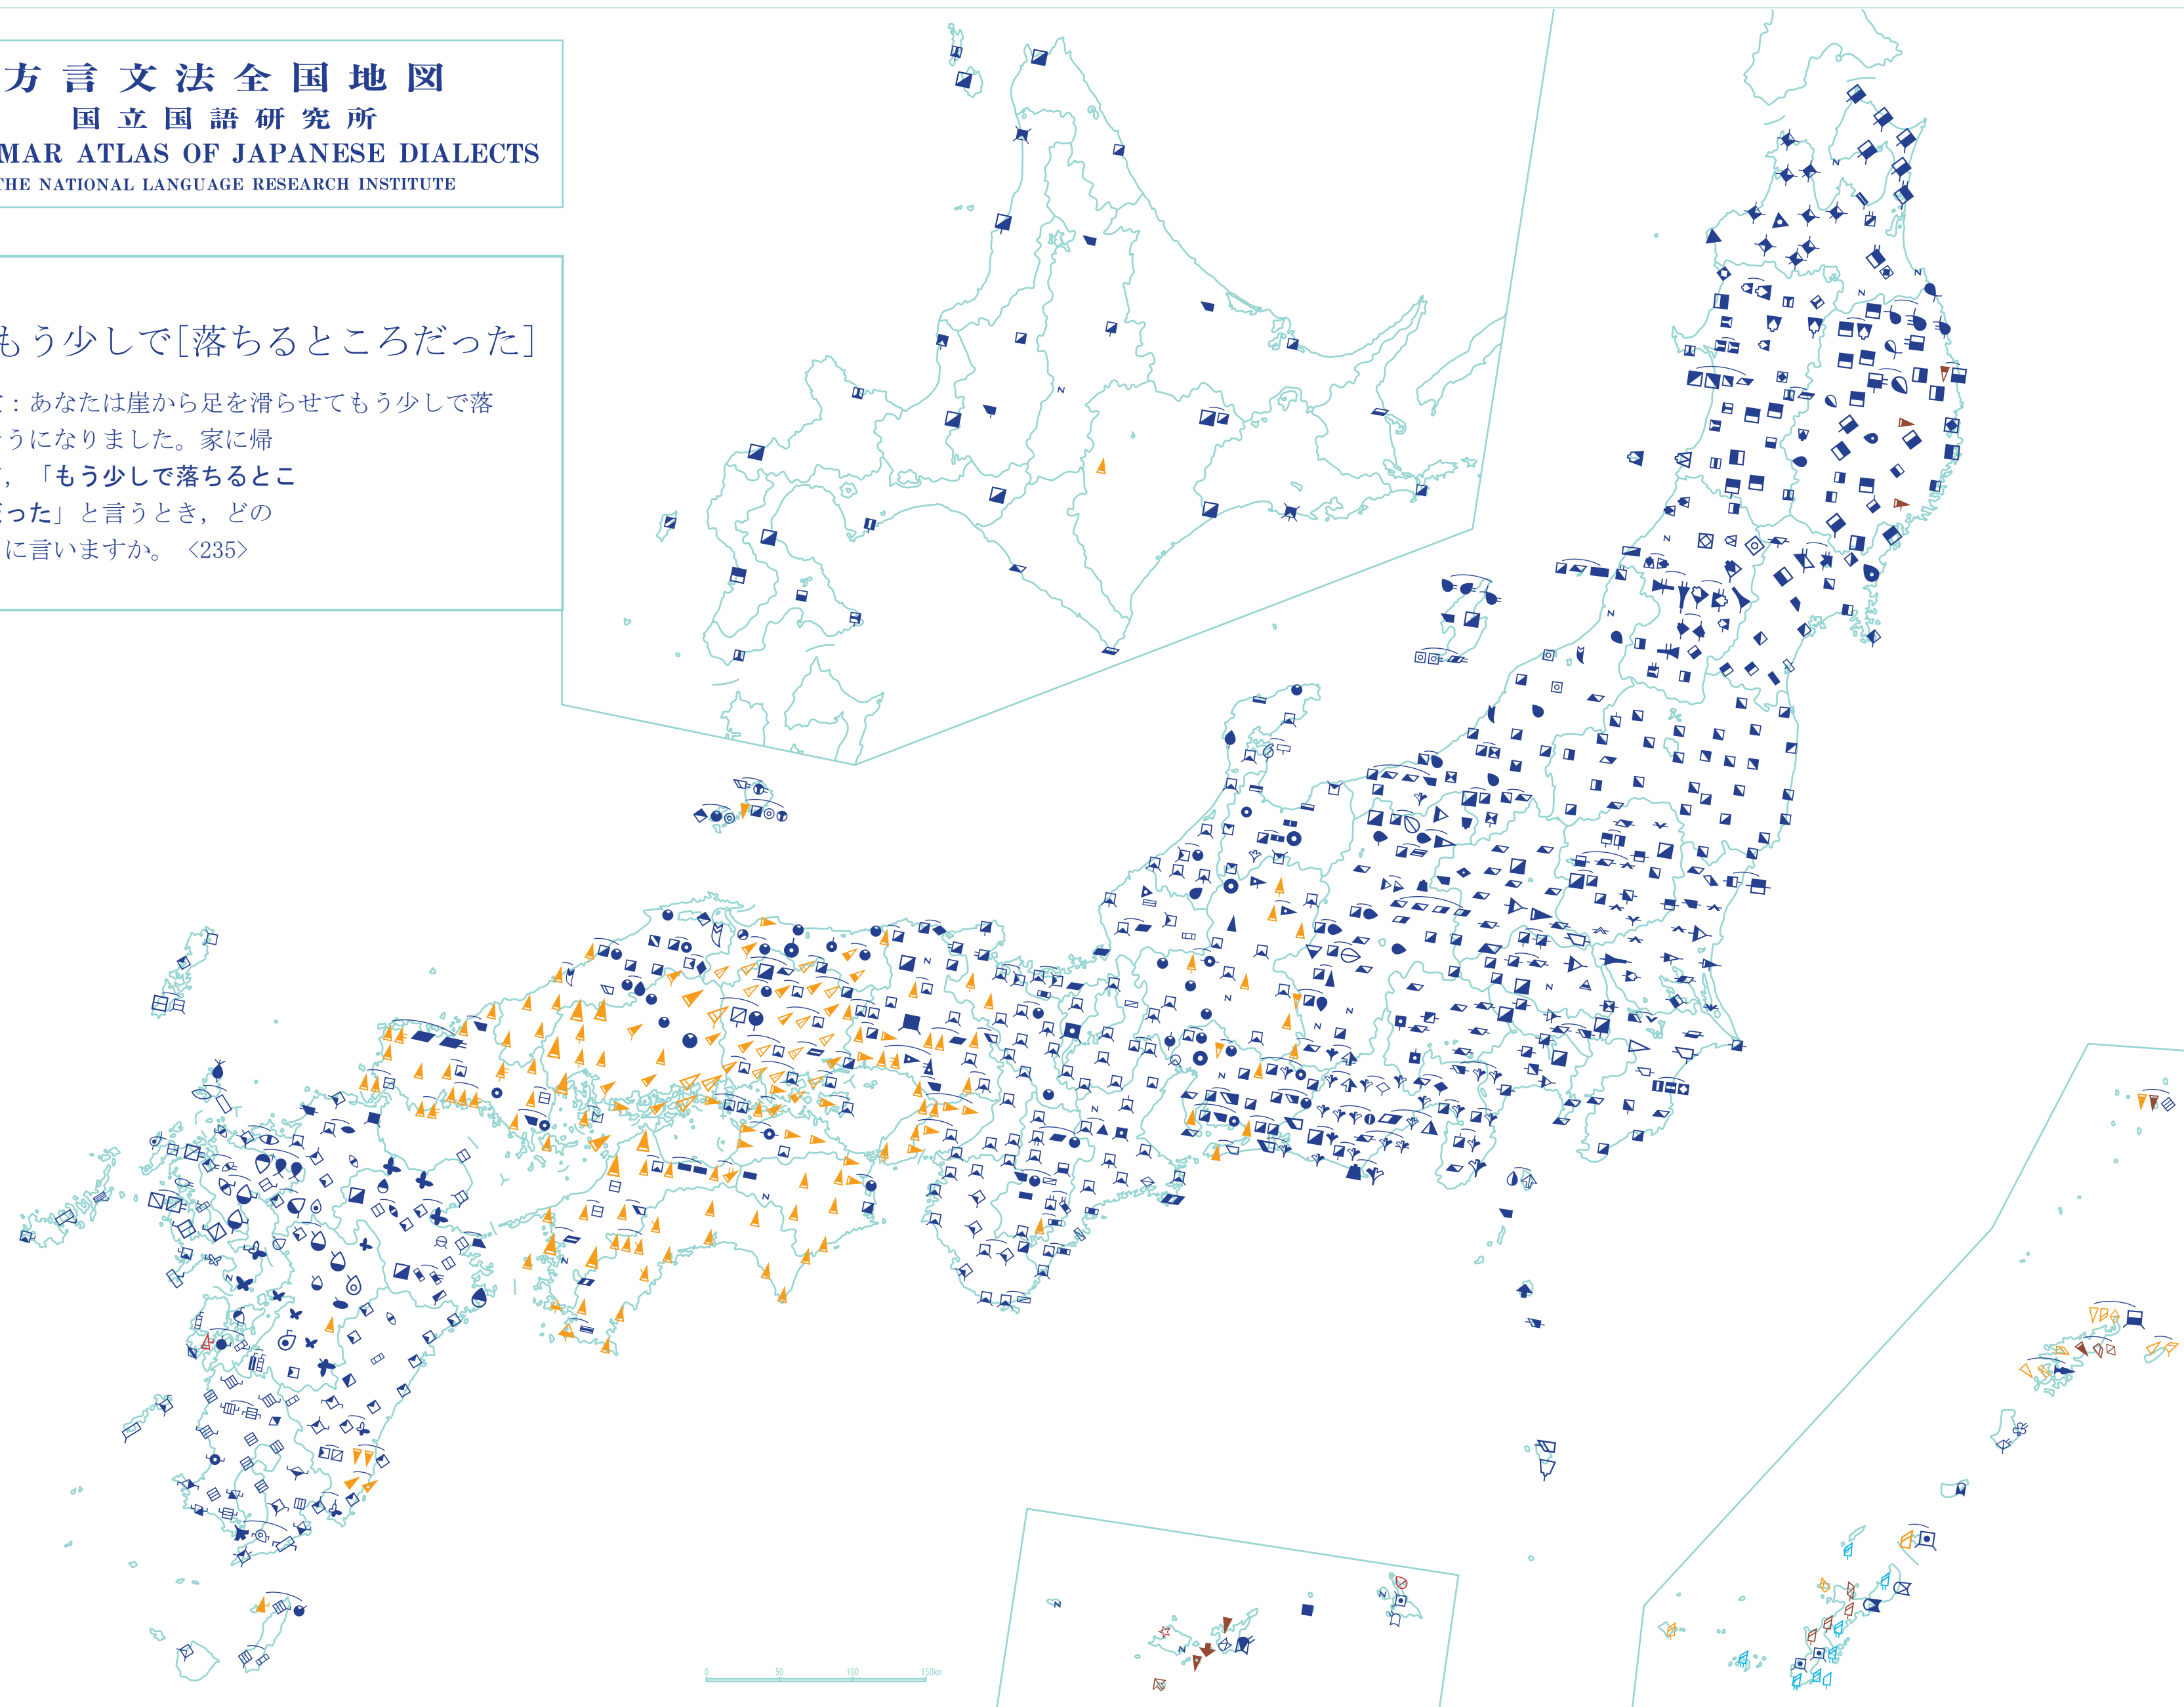 方言文法全国地図
国立国語研究所
MAR ATLAS OF JAPANESE DIALECTS
THE NATIONAL LANGUAGE RESEARCH INSTITUTE
もう少しで[落ちるところだった]
：あなたは崖から足を滑らせてもう少しで落
うになりました。家に帰
，「もう少しで落ちるとこ
だった」と言うとき，どの
に言いますか。〈235〉
0 50 100 150km